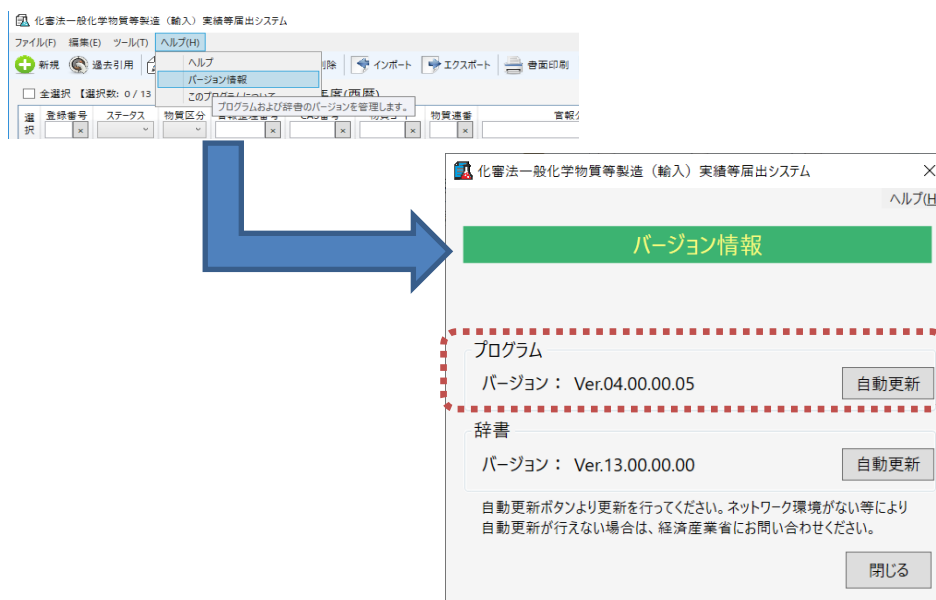 化審法一般化学物質等製造（輸入）実績等届出システム
ファイル(F) 編集(E) ツール(T) ヘルプ(H)
新規 過去引用 ヘルプ 削除 インポート エクスポート 書面印刷
バージョン情報
全選択 【選択数: 0 / 13 このプログラムについて 年度(西暦)
プログラムおよび辞書のバージョンを管理します。
選択 登録番号 ステータス 物質区分 物質連番
化審法一般化学物質等製造（輸入）実績等届出システム
ヘルプ(H
バージョン情報
プログラム
バージョン： Ver.04.00.00.05 自動更新
辞書
バージョン： Ver.13.00.00.00 自動更新
自動更新ボタンより更新を行ってください。ネットワーク環境がない等により
自動更新が行えない場合は、経済産業省にお問い合わせください。
閉じる